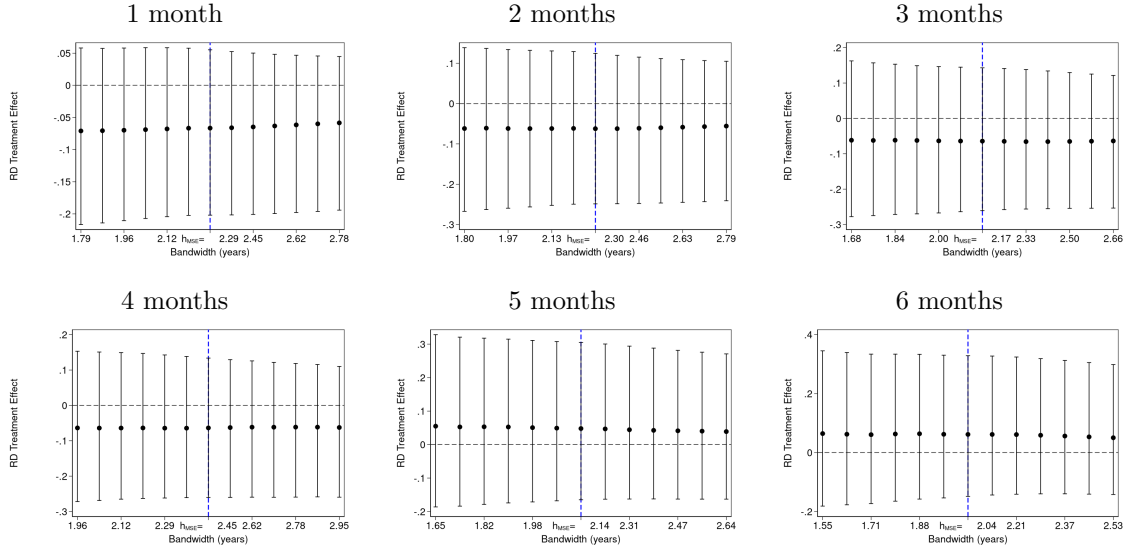 1 month
2 months
3 months
RD Treatment Effect
.05
0
-.05
-.1
-.15
-.2
1.79 1.96 2.12 hMSE= 2.29 2.45 2.62 2.78
Bandwidth (years)
RD Treatment Effect
.1
0
-.1
-.2
-.3
1.80 1.97 2.13 hMSE= 2.30 2.46 2.63 2.79
Bandwidth (years)
RD Treatment Effect
.2
.1
0
-.1
-.2
-.3
1.68 1.84 2.00 hMSE= 2.17 2.33 2.50 2.66
Bandwidth (years)
4 months
5 months
6 months
RD Treatment Effect
.2
.1
0
-.1
-.2
-.3
1.96 2.12 2.29 hMSE= 2.45 2.62 2.78 2.95
Bandwidth (years)
RD Treatment Effect
.3
.2
.1
0
-.1
-.2
1.65 1.82 1.98 hMSE= 2.14 2.31 2.47 2.64
Bandwidth (years)
RD Treatment Effect
.4
.2
0
-.2
1.55 1.71 1.88 hMSE= 2.04 2.21 2.37 2.53
Bandwidth (years)